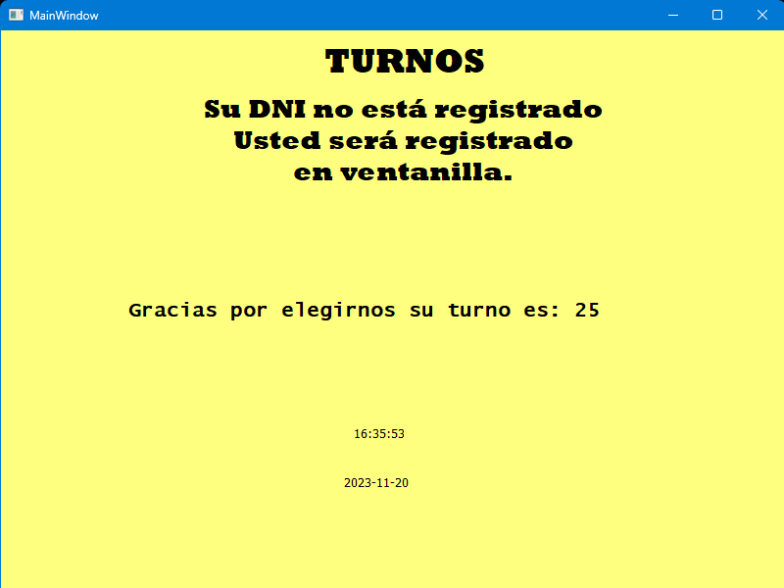 MainWindow
TURNOS
Su DNI no está registrado
Usted será registrado
en ventanilla.
Gracias por elegirnos su turno es: 25
16:35:53
2023-11-20